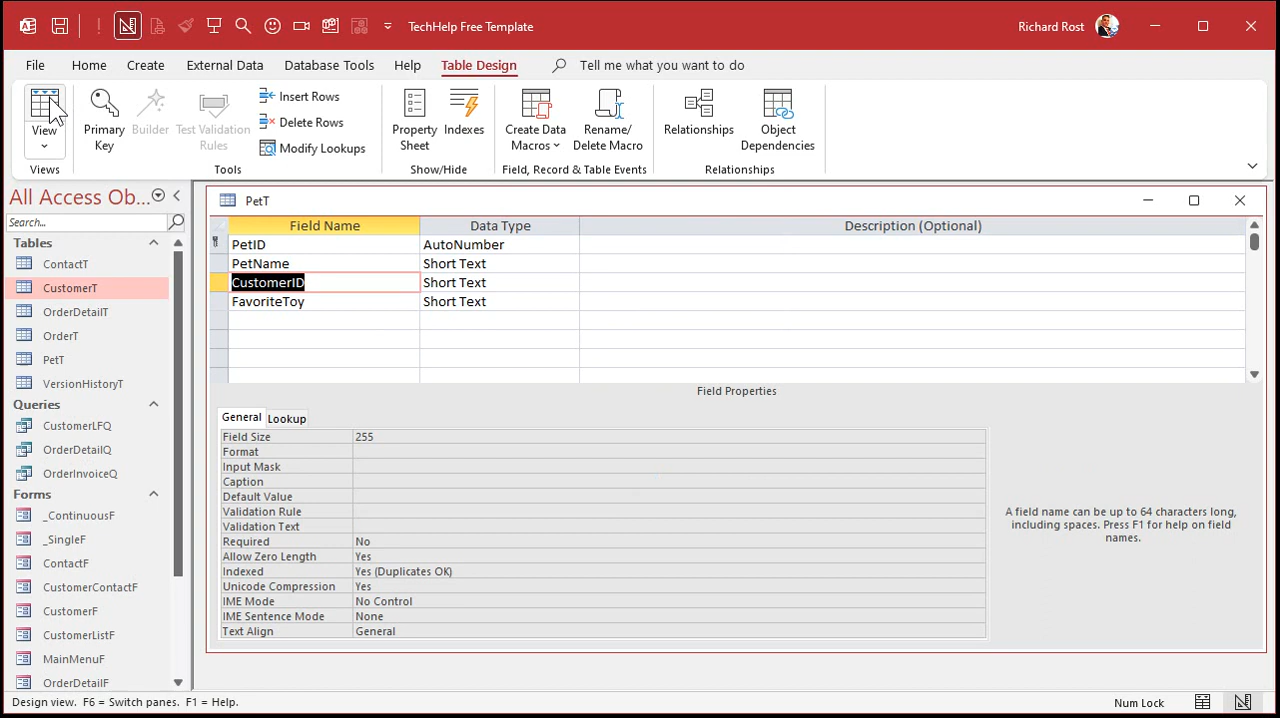 TechHelp Free Template
Richard Rost
File Home Create External Data Database Tools Help Table Design Tell me what you want to do
View
Primary Key
Builder
Test Validation Rules
Insert Rows
Delete Rows
Modify Lookups
Property Sheet
Indexes
Create Data Macros
Rename/ Delete Macro
Relationships
Object Dependencies
Views
Tools
Show/Hide
Field, Record & Table Events
Relationships
All Access Ob...
Search...
Tables
ContactT
CustomerT
OrderDetailT
OrderT
PetT
VersionHistoryT
Queries
CustomerLFQ
OrderDetailQ
OrderInvoiceQ
Forms
_ContinuousF
_SingleF
ContactF
CustomerContactF
CustomerF
CustomerListF
MainMenuF
OrderDetailF
PetT
Field Name Data Type Description (Optional)
PetID AutoNumber
PetName Short Text
CustomerID Short Text
FavoriteToy Short Text
Field Properties
General Lookup
Field Size 255
Format
Input Mask
Caption
Default Value
Validation Rule
Validation Text
Required No
Allow Zero Length Yes
Indexed Yes (Duplicates OK)
Unicode Compression Yes
IME Mode No Control
IME Sentence Mode None
Text Align General
A field name can be up to 64 characters long,
including spaces. Press F1 for help on field
names.
Design view. F6 = Switch panes. F1 = Help.
Num Lock